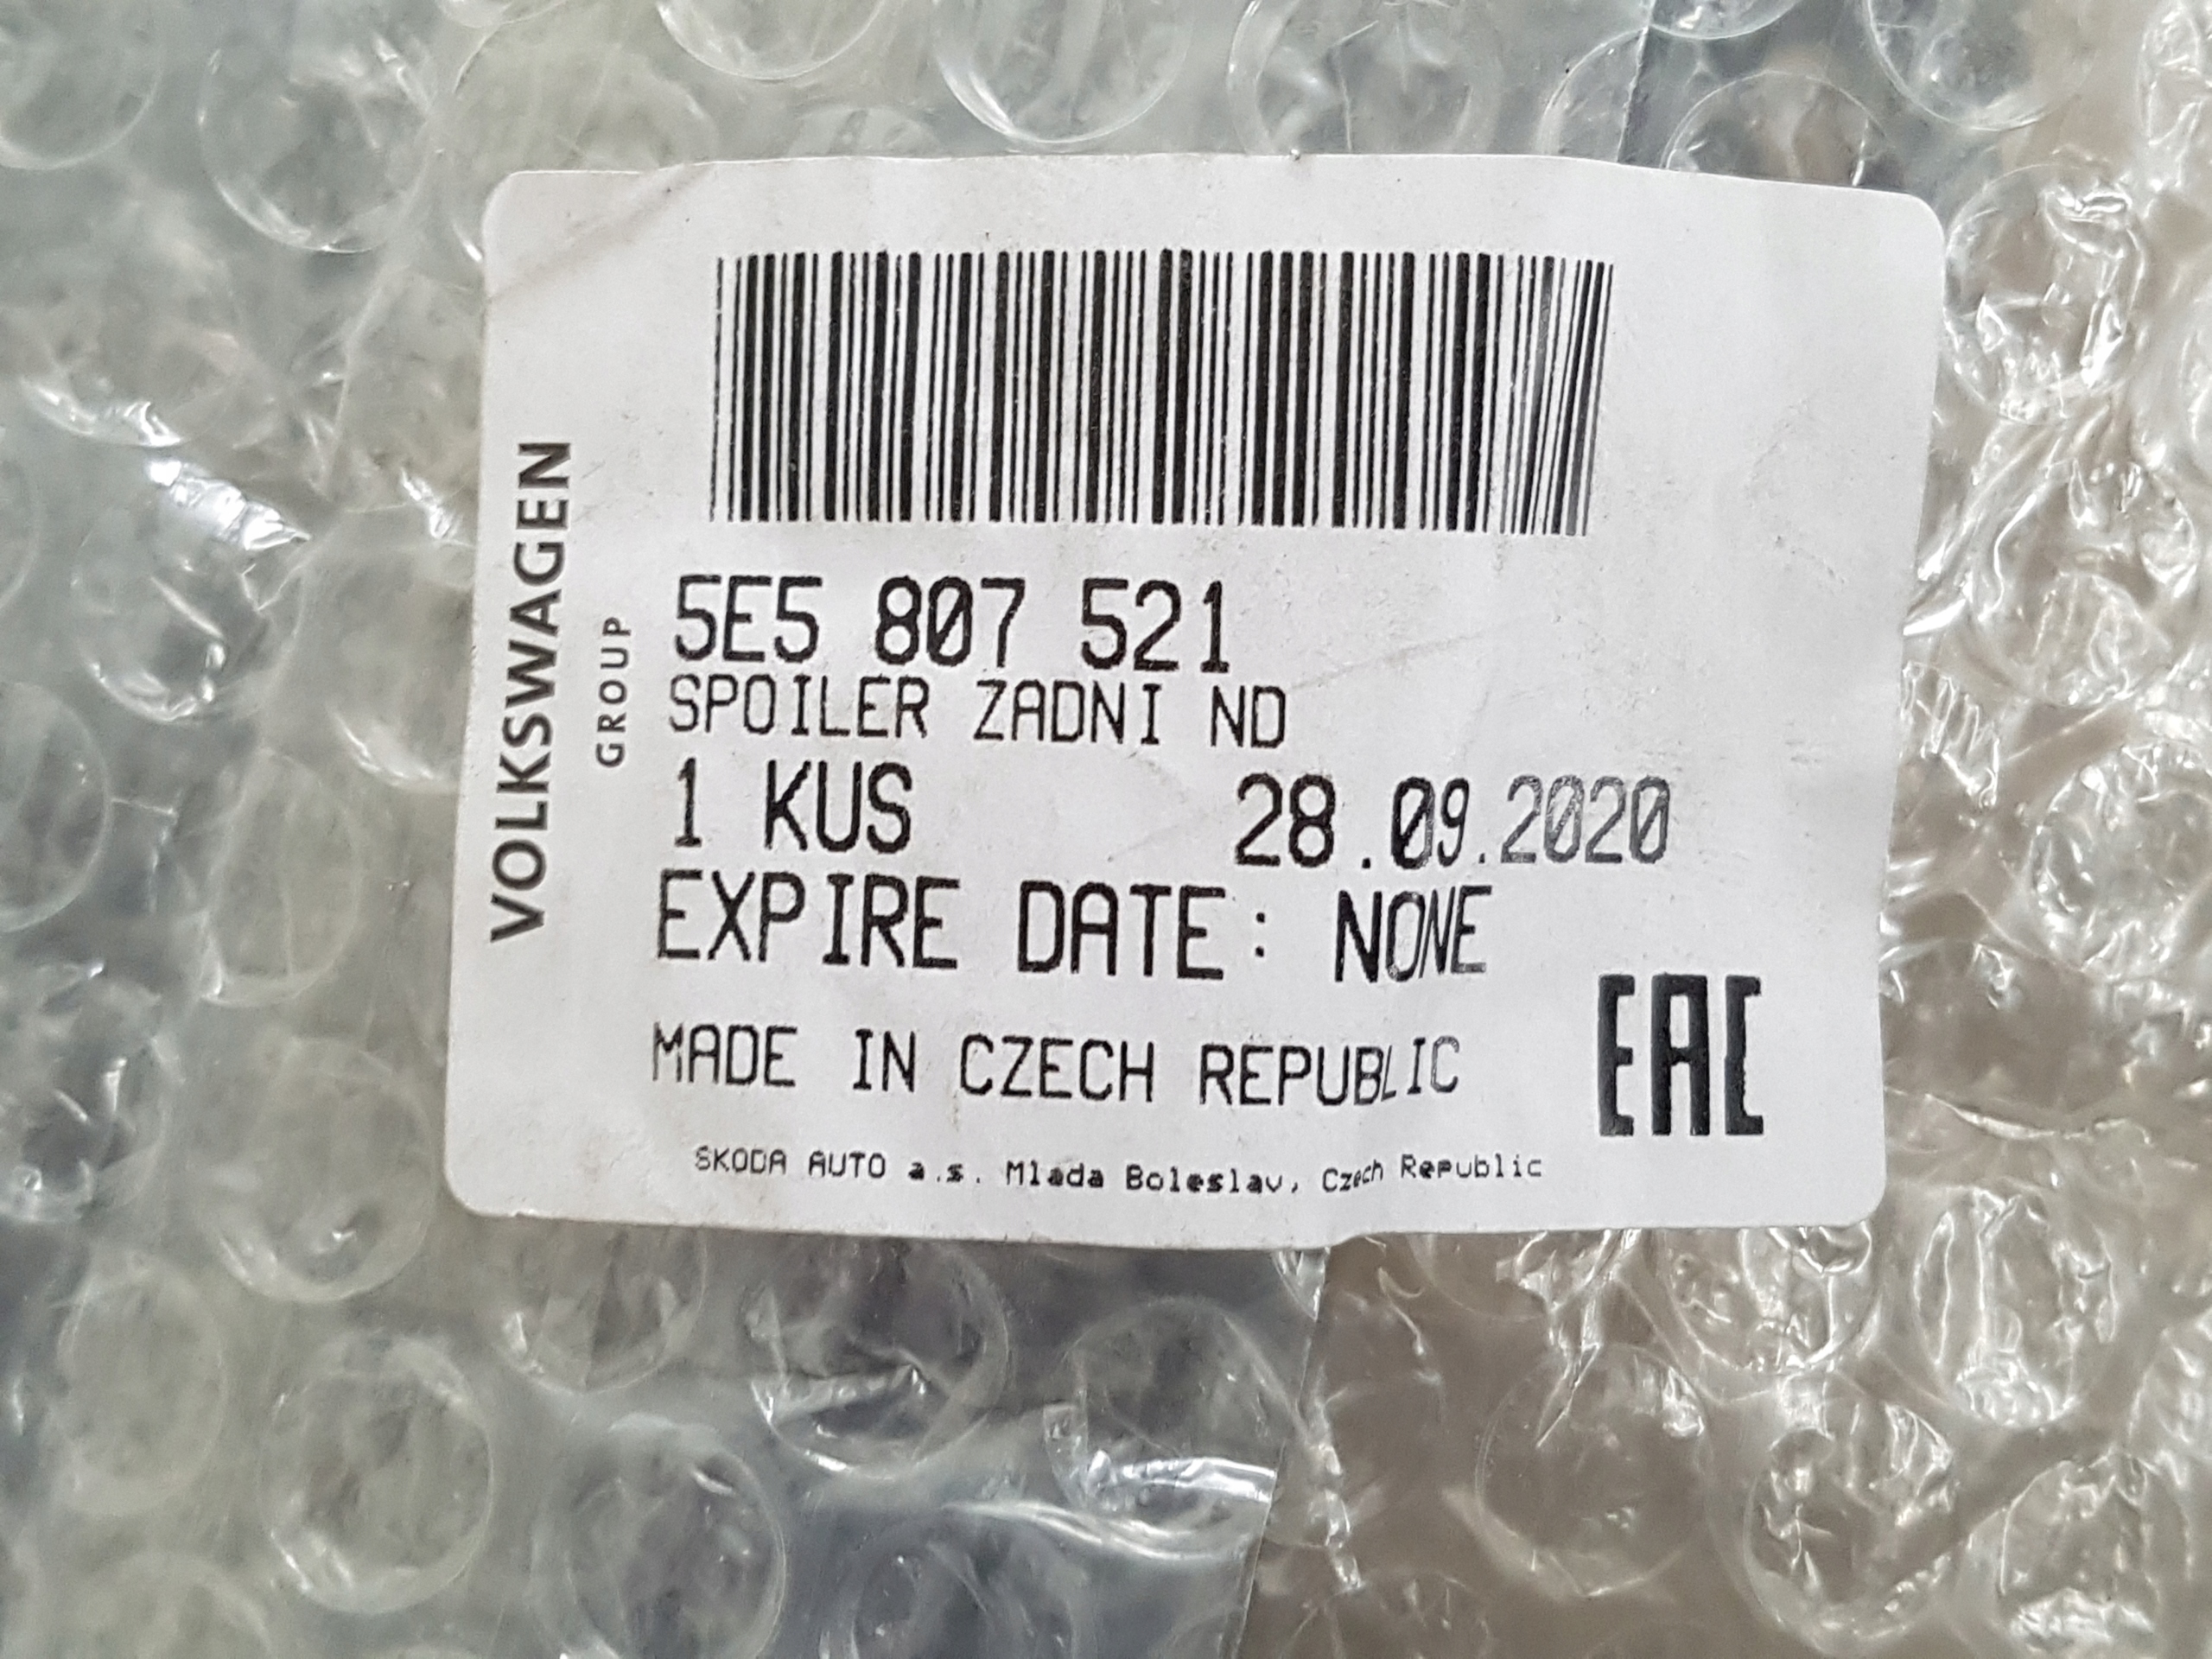 VOLKSWAGEN
GROUP
5E5 807 521
SPOILER ZADNI ND
1 KUS 28.09.2020
EXPIRE DATE: NONE
MADE IN CZECH REPUBLIC
EAC
SKODA AUTO a.s. Mlada Boleslav, Czech Republic